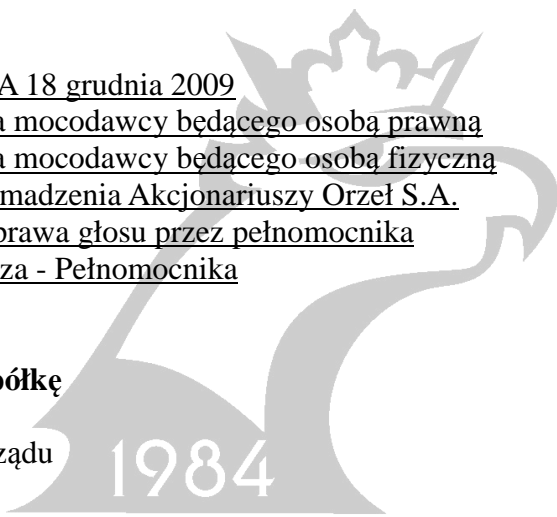 A 18 grudnia 2009
a mocodawcy będącego osobą prawną
a mocodawcy będącego osobą fizyczną
madzenia Akcjonariuszy Orzeł S.A.
prawa głosu przez pełnomocnika
za - Pełnomocnika
półkę
ządu
1984